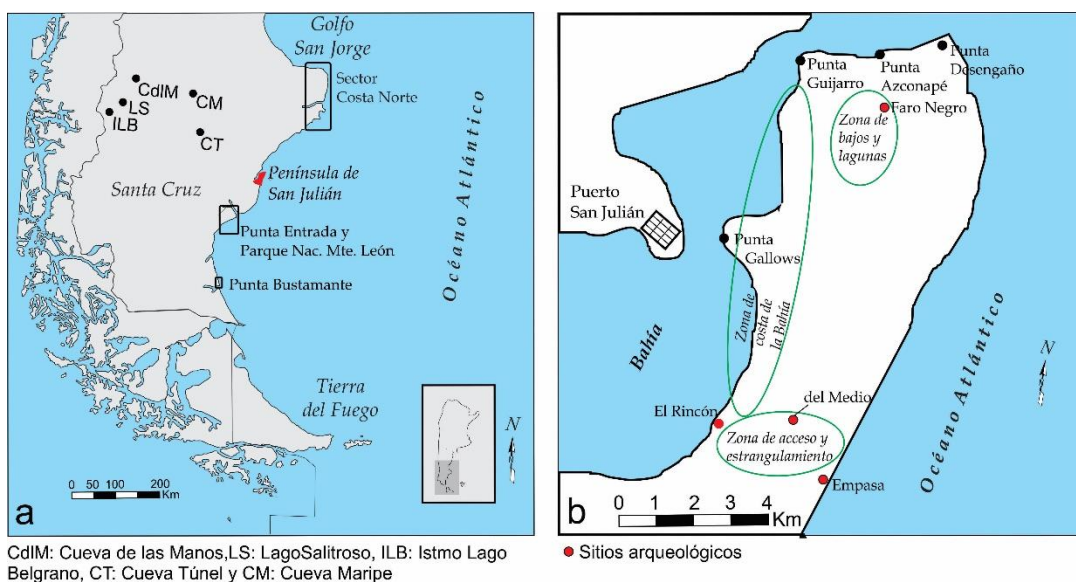 Golfo
San Jorge
Sector
Costa Norte
CdlM
LS
ILB
CM
CT
Península de
San Julián
Santa Cruz
Punta Entrada y
Parque Nac. Mte. León
Punta Bustamante
Océano Atlántico
Tierra
del Fuego
N
0 50 100 200
Km
a
Punta
Guijarro
Punta
Azconapé
Punta
Desengaño
Faro Negro
Zona de
bajos y
lagunas
Puerto
San Julián
Punta
Gallows
Zona de
costa de
la Bahía
Bahía
Océano Atlántico
El Rincón
del Medio
Zona de acceso y
estrangulamiento
Empasa
N
0 1 2 3 4
Km
b
CdlM: Cueva de las Manos,LS: LagoSalitroso, ILB: Istmo Lago
Belgrano, CT: Cueva Túnel y CM: Cueva Maripe
Sitios arqueológicos